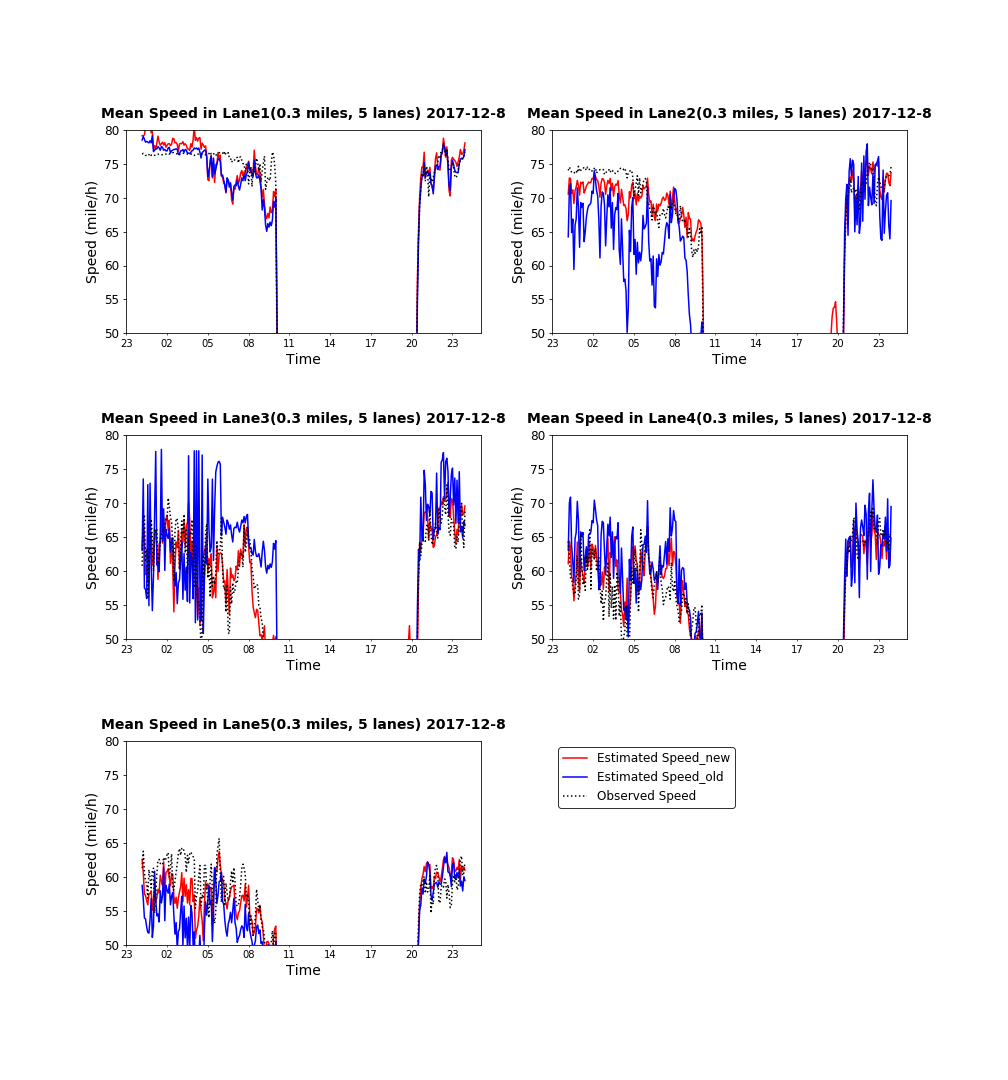 Mean Speed in Lane1(0.3 miles, 5 lanes) 2017-12-8
80
75
70
65
60
55
50
Speed (mile/h)
23 02 05 08 11 14 17 20 23
Time
Mean Speed in Lane2(0.3 miles, 5 lanes) 2017-12-8
80
75
70
65
60
55
50
Speed (mile/h)
23 02 05 08 11 14 17 20 23
Time
Mean Speed in Lane3(0.3 miles, 5 lanes) 2017-12-8
80
75
70
65
60
55
50
Speed (mile/h)
23 02 05 08 11 14 17 20 23
Time
Mean Speed in Lane4(0.3 miles, 5 lanes) 2017-12-8
80
75
70
65
60
55
50
Speed (mile/h)
23 02 05 08 11 14 17 20 23
Time
Mean Speed in Lane5(0.3 miles, 5 lanes) 2017-12-8
80
75
70
65
60
55
50
Speed (mile/h)
23 02 05 08 11 14 17 20 23
Time
Estimated Speed_new
Estimated Speed_old
Observed Speed